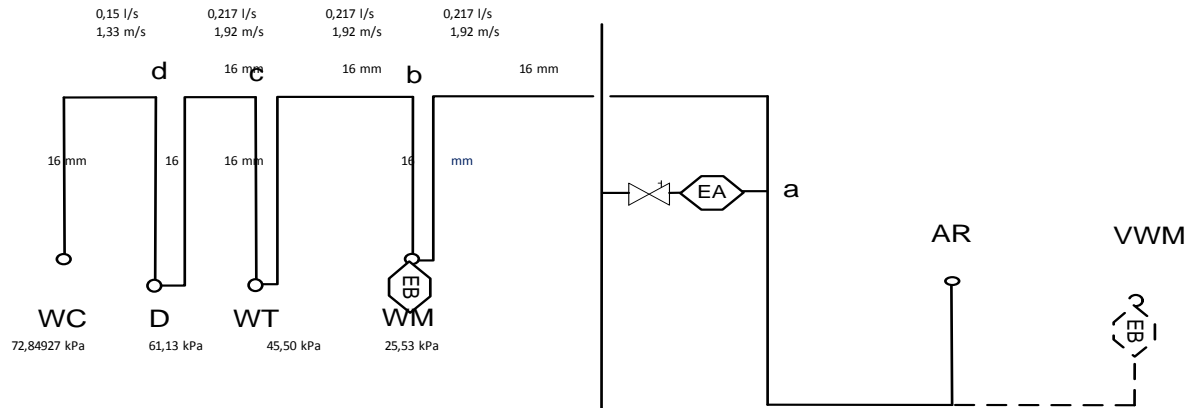 0,15 l/s 0,217 l/s 0,217 l/s 0,217 l/s
1,33 m/s 1,92 m/s 1,92 m/s 1,92 m/s
d 16 mm c 16 mm b 16 mm
16 mm 16 16 mm 16 mm
EA a
AR VWM
EB EB
WC D WT WM
72,84927 kPa 61,13 kPa 45,50 kPa 25,53 kPa